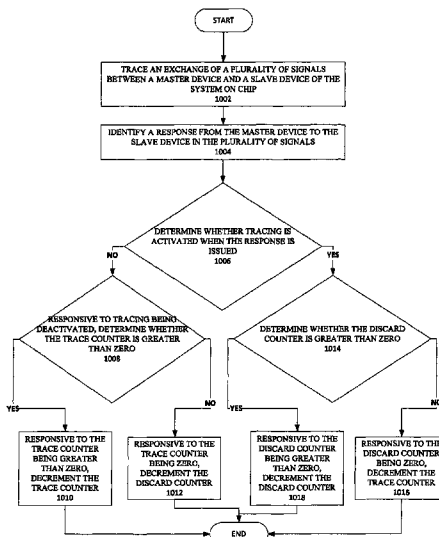 START
TRACE AN EXCHANGE OF A PLURALITY OF SIGNALS
BETWEEN A MASTER DEVICE AND A SLAVE DEVICE OF THE
SYSTEM ON CHIP
1002
IDENTIFY A RESPONSE FROM THE MASTER DEVICE TO THE
SLAVE DEVICE IN THE PLURALITY OF SIGNALS
1004
DETERMINE WHETHER TRACING IS
ACTIVATED WHEN THE RESPONSE IS
ISSUED
1006
NO
YES
RESPONSIVE TO TRACING BEING
DEACTIVATED, DETERMINE WHETHER
THE TRACE COUNTER IS GREATER
THAN ZERO
1008
DETERMINE WHETHER THE DISCARD
COUNTER IS GREATER THAN ZERO
1014
YES
NO
YES
NO
RESPONSIVE TO THE
TRACE COUNTER
BEING GREATER
THAN ZERO,
DECREMENT THE
TRACE COUNTER
1010
RESPONSIVE TO THE
TRACE COUNTER
BEING ZERO,
DECREMENT THE
DISCARD COUNTER
1012
RESPONSIVE TO THE
DISCARD COUNTER
BEING GREATER
THAN ZERO,
DECREMENT THE
DISCARD COUNTER
1018
RESPONSIVE TO THE
DISCARD COUNTER
BEING ZERO,
DECREMENT THE
TRACE COUNTER
1016
END